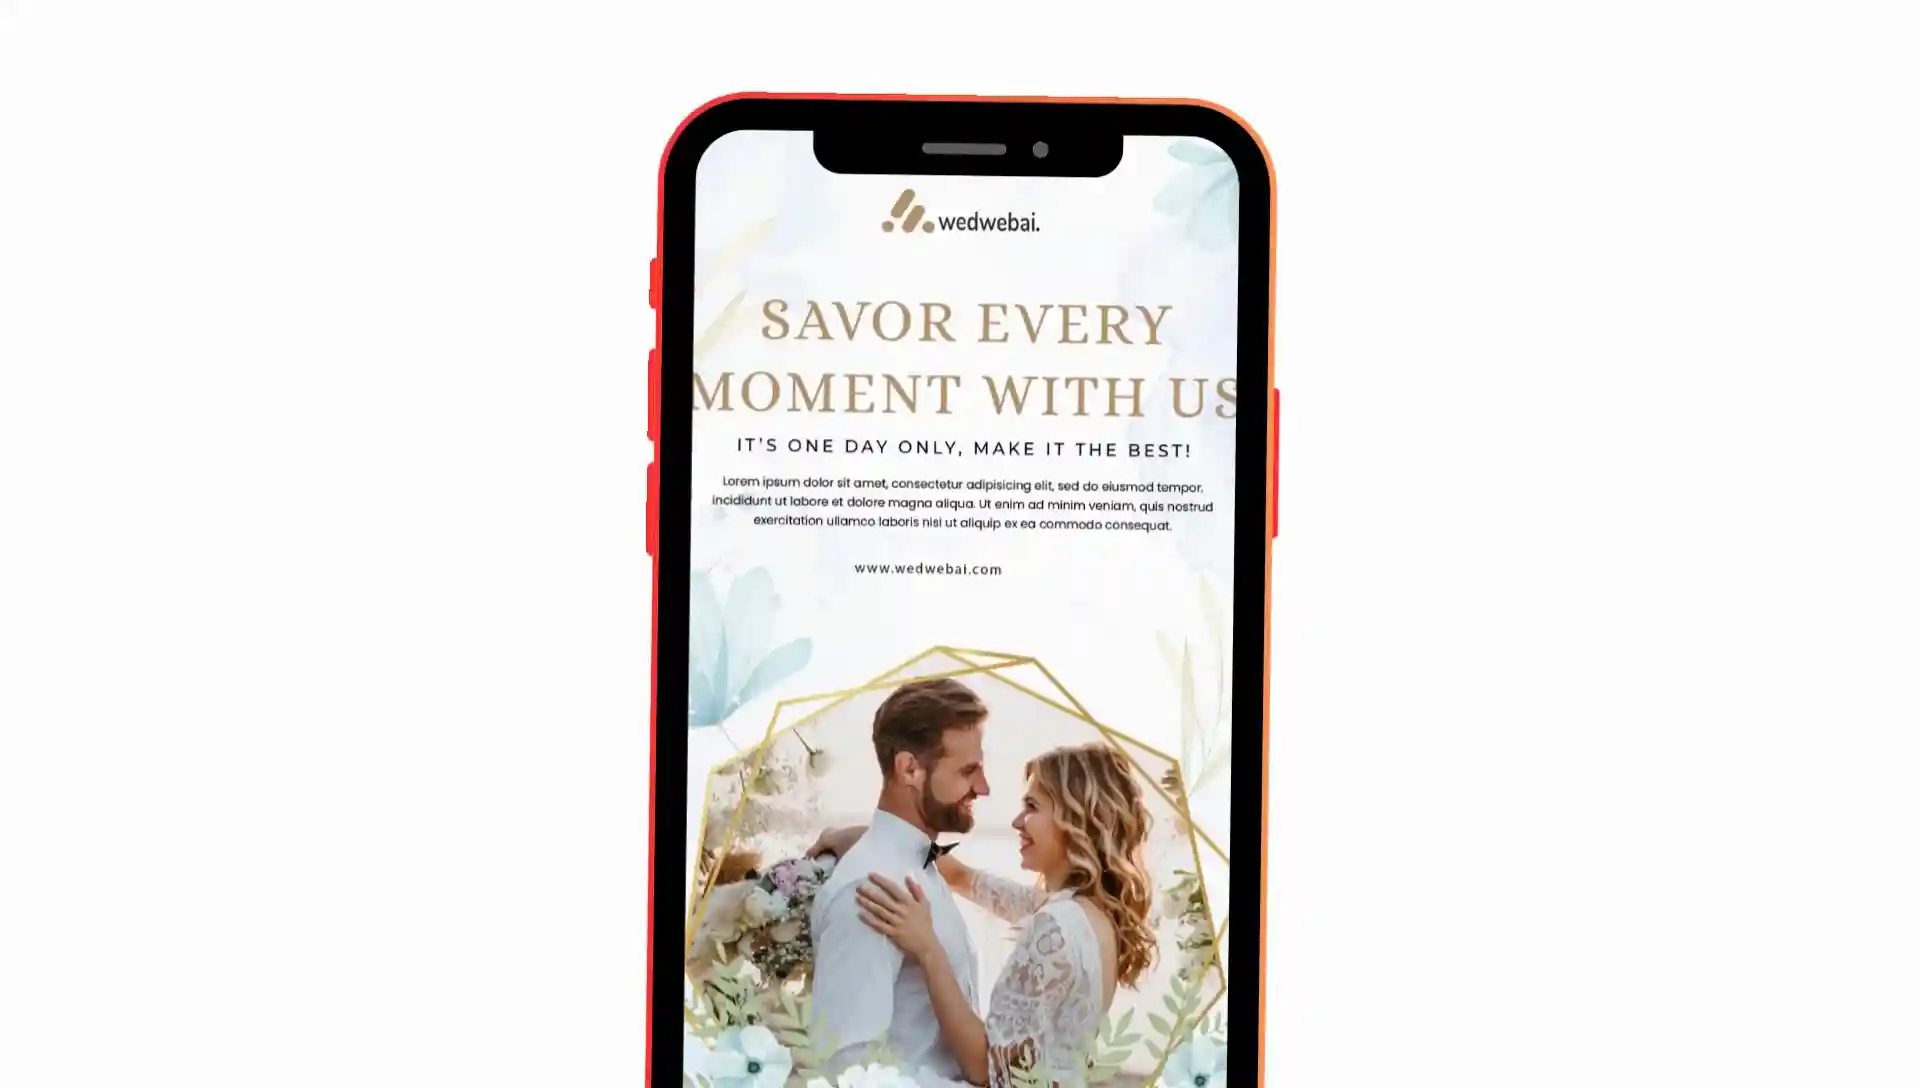 wedwebai.
SAVOR EVERY
MOMENT WITH US
IT'S ONE DAY ONLY, MAKE IT THE BEST!
Lorem ipsum dolor sit amet, consectetur adipisicing elit, sed do eiusmod tempor,
incididunt ut labore et dolore magna aliqua. Ut enim ad minim veniam, quis nostrud
exercitation ullamco laboris nisi ut aliquip ex ea commodo consequat.
www.wedwebai.com